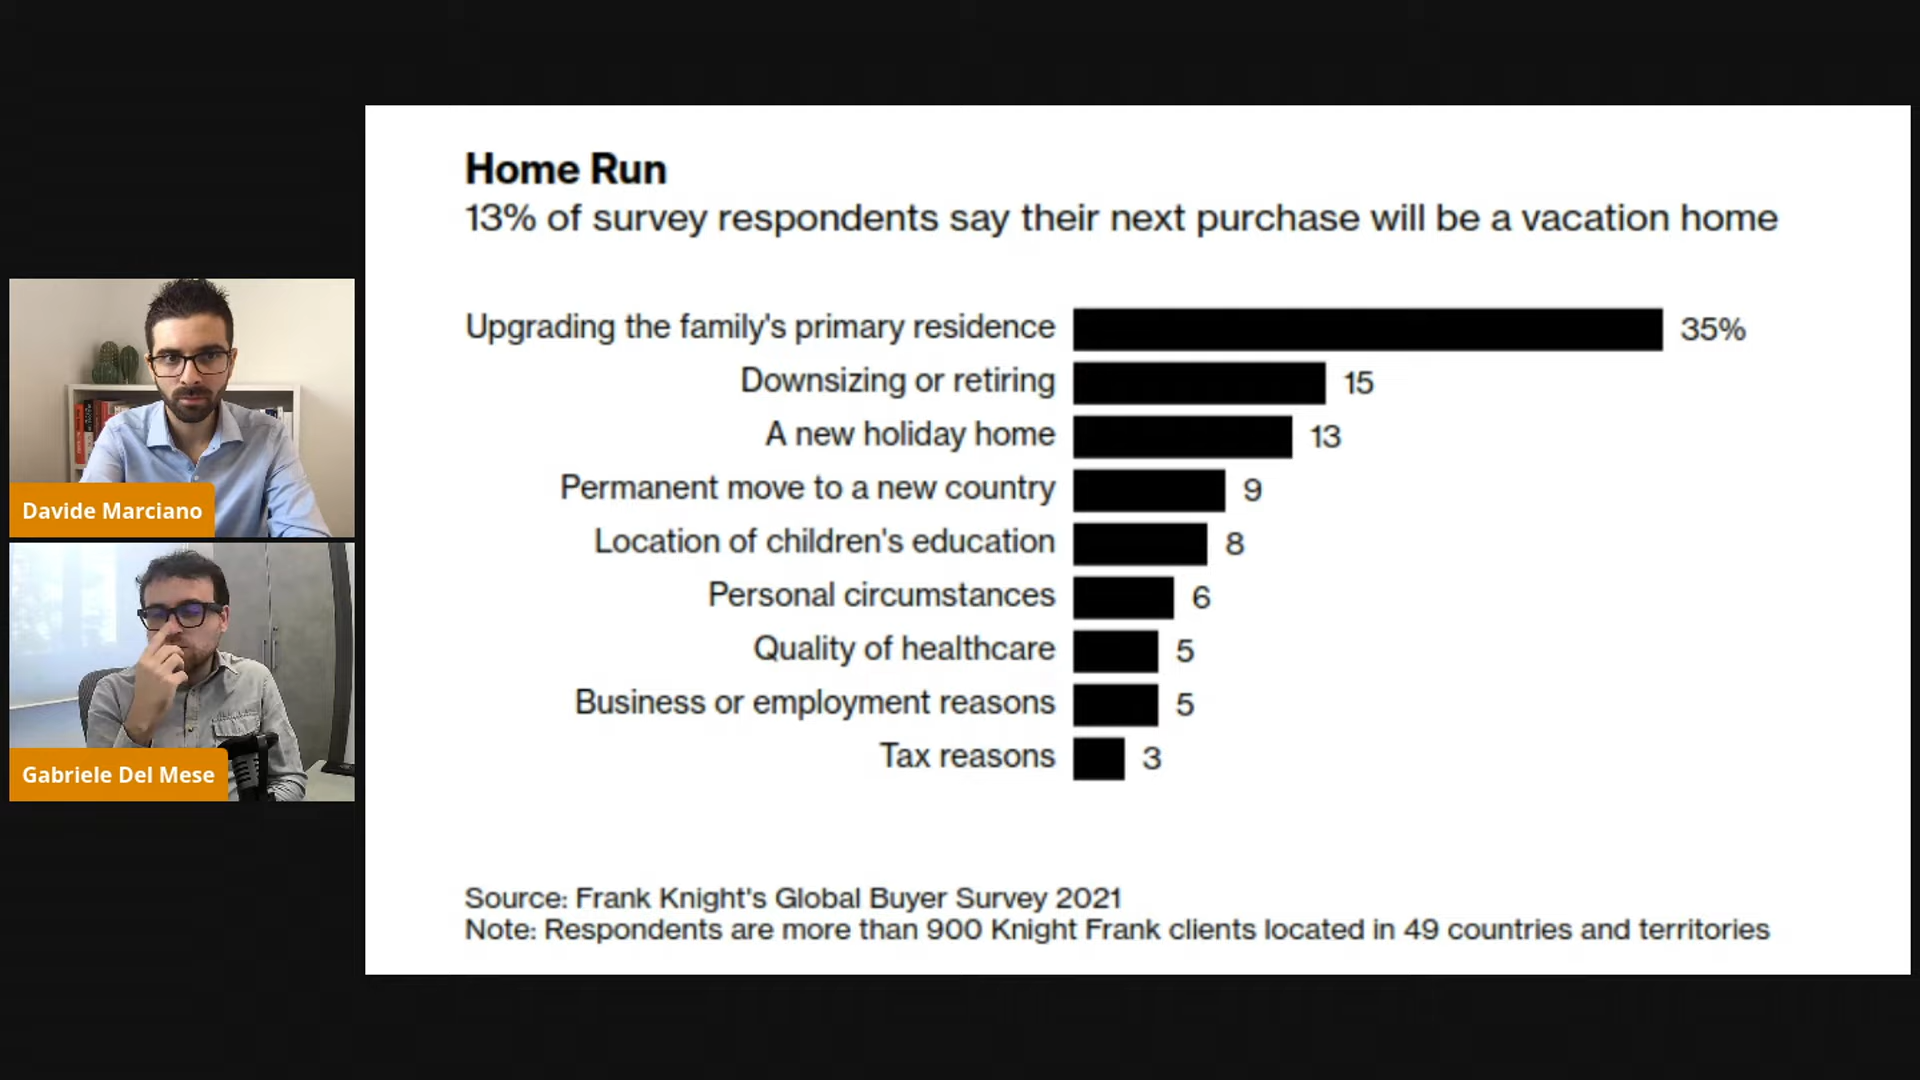 Home Run
13% of survey respondents say their next purchase will be a vacation home
Upgrading the family's primary residence 35%
Downsizing or retiring 15
A new holiday home 13
Permanent move to a new country 9
Location of children's education 8
Personal circumstances 6
Quality of healthcare 5
Business or employment reasons 5
Tax reasons 3
Source: Frank Knight's Global Buyer Survey 2021
Note: Respondents are more than 900 Knight Frank clients located in 49 countries and territories
Davide Marciano
Gabriele Del Mese